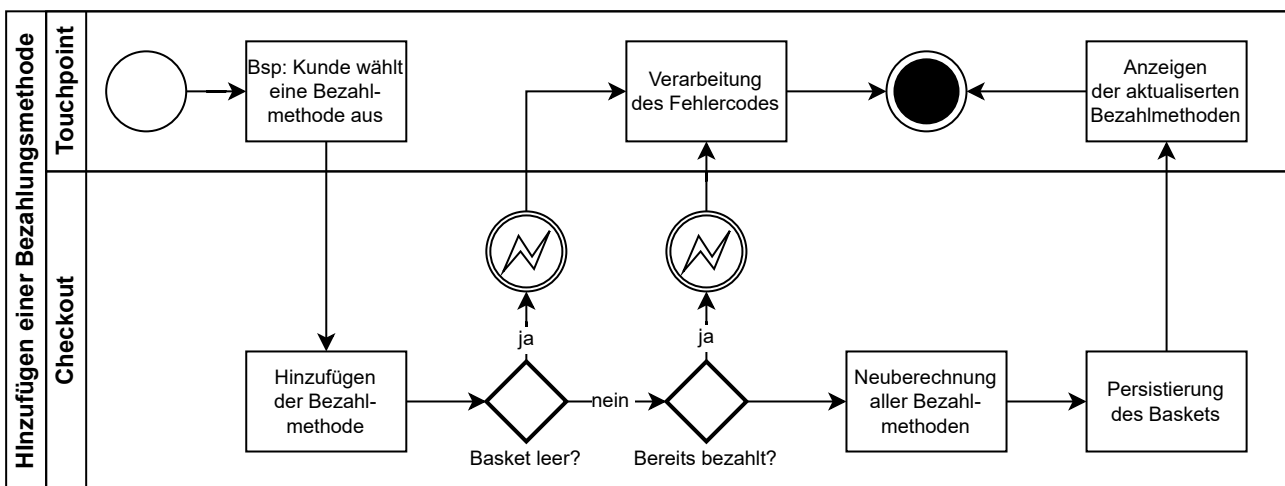 HInzufügen einer Bezahlungsmethode
Touchpoint
Bsp: Kunde wählt
eine Bezahl-
methode aus
Verarbeitung
des Fehlercodes
Anzeigen
der aktualiserten
Bezahlmethoden
Checkout
Hinzufügen
der Bezahl-
methode
ja
Basket leer?
nein
ja
Bereits bezahlt?
Neuberechnung
aller Bezahl-
methoden
Persistierung
des Baskets